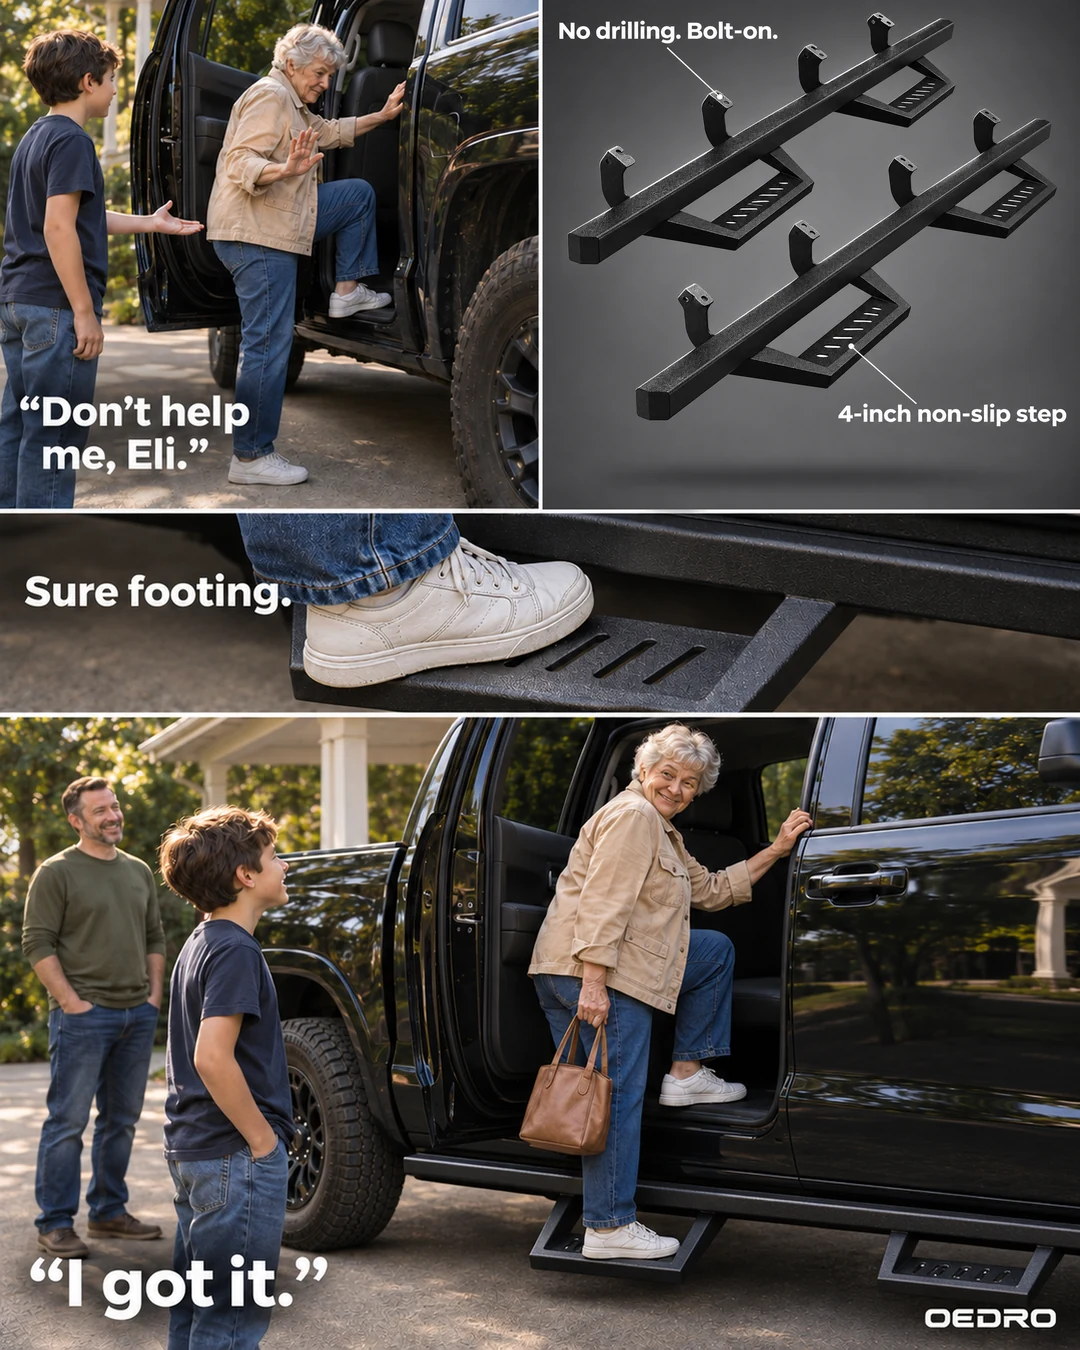 “Don’t help
me, Eli.”
No drilling. Bolt-on.
4-inch non-slip step
Sure footing.
“I got it.”
OEDRO